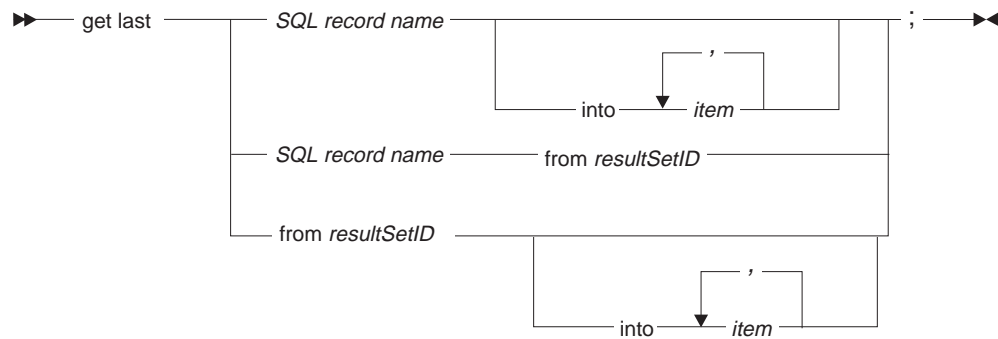 get last SQL record name ;
,
into item
SQL record name from resultSetID
from resultSetID
,
into item